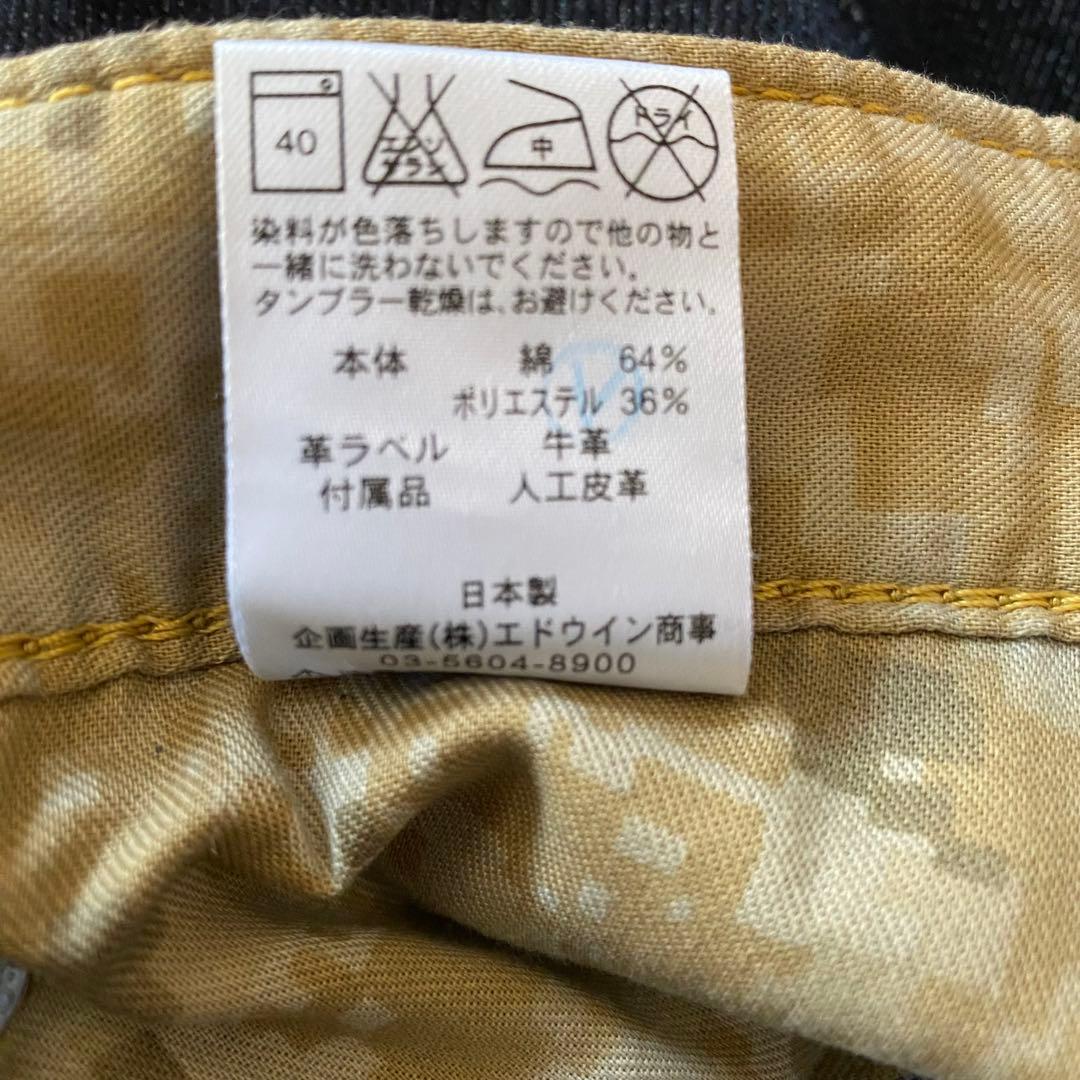 40 エンソ サラシ 中 ドライ
染料が色落ちしますので他の物と
一緒に洗わないでください。
タンブラー乾燥は、お避けください。
本体 綿 64%
ポリエステル 36%
革ラベル 牛革
付属品 人工皮革
日本製
企画生産(株)エドウイン商事
03-5604-8900